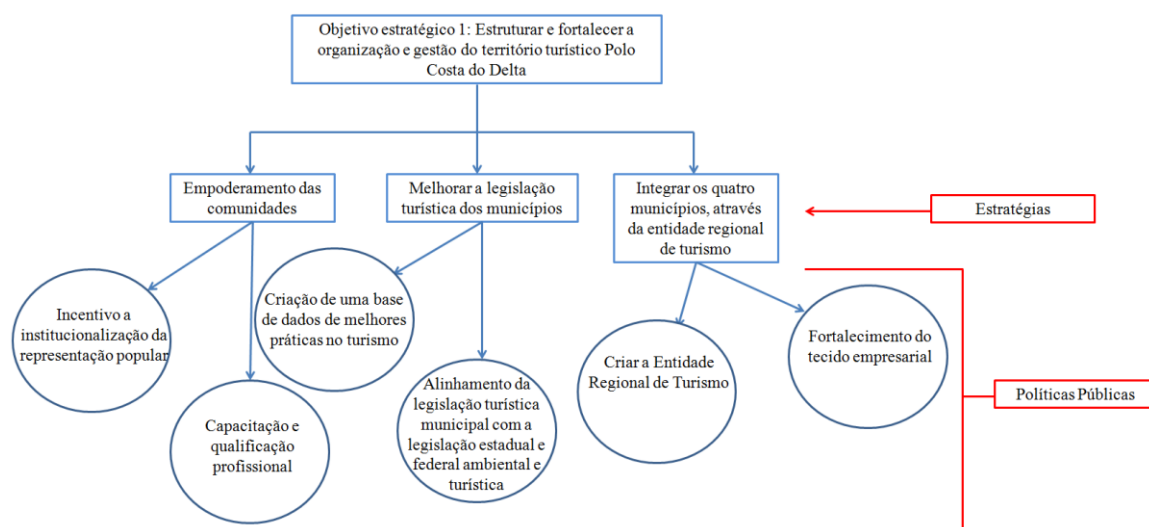 Objetivo estratégico 1: Estruturar e fortalecer a
organização e gestão do território turístico Polo
Costa do Delta
Empoderamento das
comunidades
Melhorar a legislação
turística dos municípios
Integrar os quatro
municípios, através
da entidade regional
de turismo
Estratégias
Incentivo a
institucionalização da
representação popular
Capacitação e
qualificação
profissional
Criação de uma base
de dados de melhores
práticas no turismo
Alinhamento da
legislação turística
municipal com a
legislação estadual e
federal ambiental e
turística
Criar a Entidade
Regional de Turismo
Fortalecimento do
tecido empresarial
Políticas Públicas